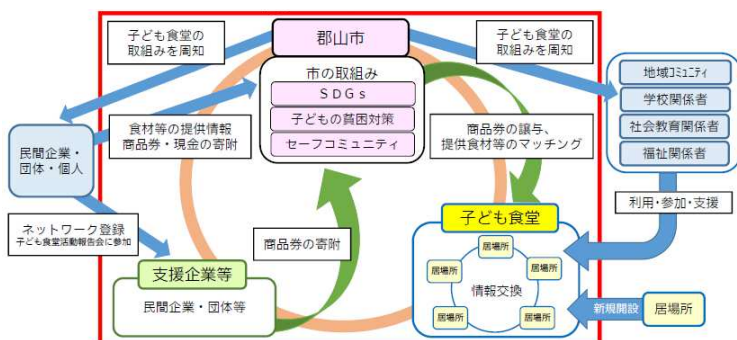 子ども食堂の
取組みを周知
郡山市
子ども食堂の
取組みを周知
市の取組み
SDGs
子どもの貧困対策
セーフコミュニティ
地域コミュニティ
学校関係者
社会教育関係者
福祉関係者
民間企業・
団体・個人
食材等の提供情報
商品券・現金の寄附
商品券の譲与、
提供食材等のマッチング
利用・参加・支援
ネットワーク登録
子ども食堂活動報告会に参加
商品券の寄附
子ども食堂
居場所
居場所
居場所
情報交換
居場所
居場所
支援企業等
民間企業・団体等
新規開設
居場所